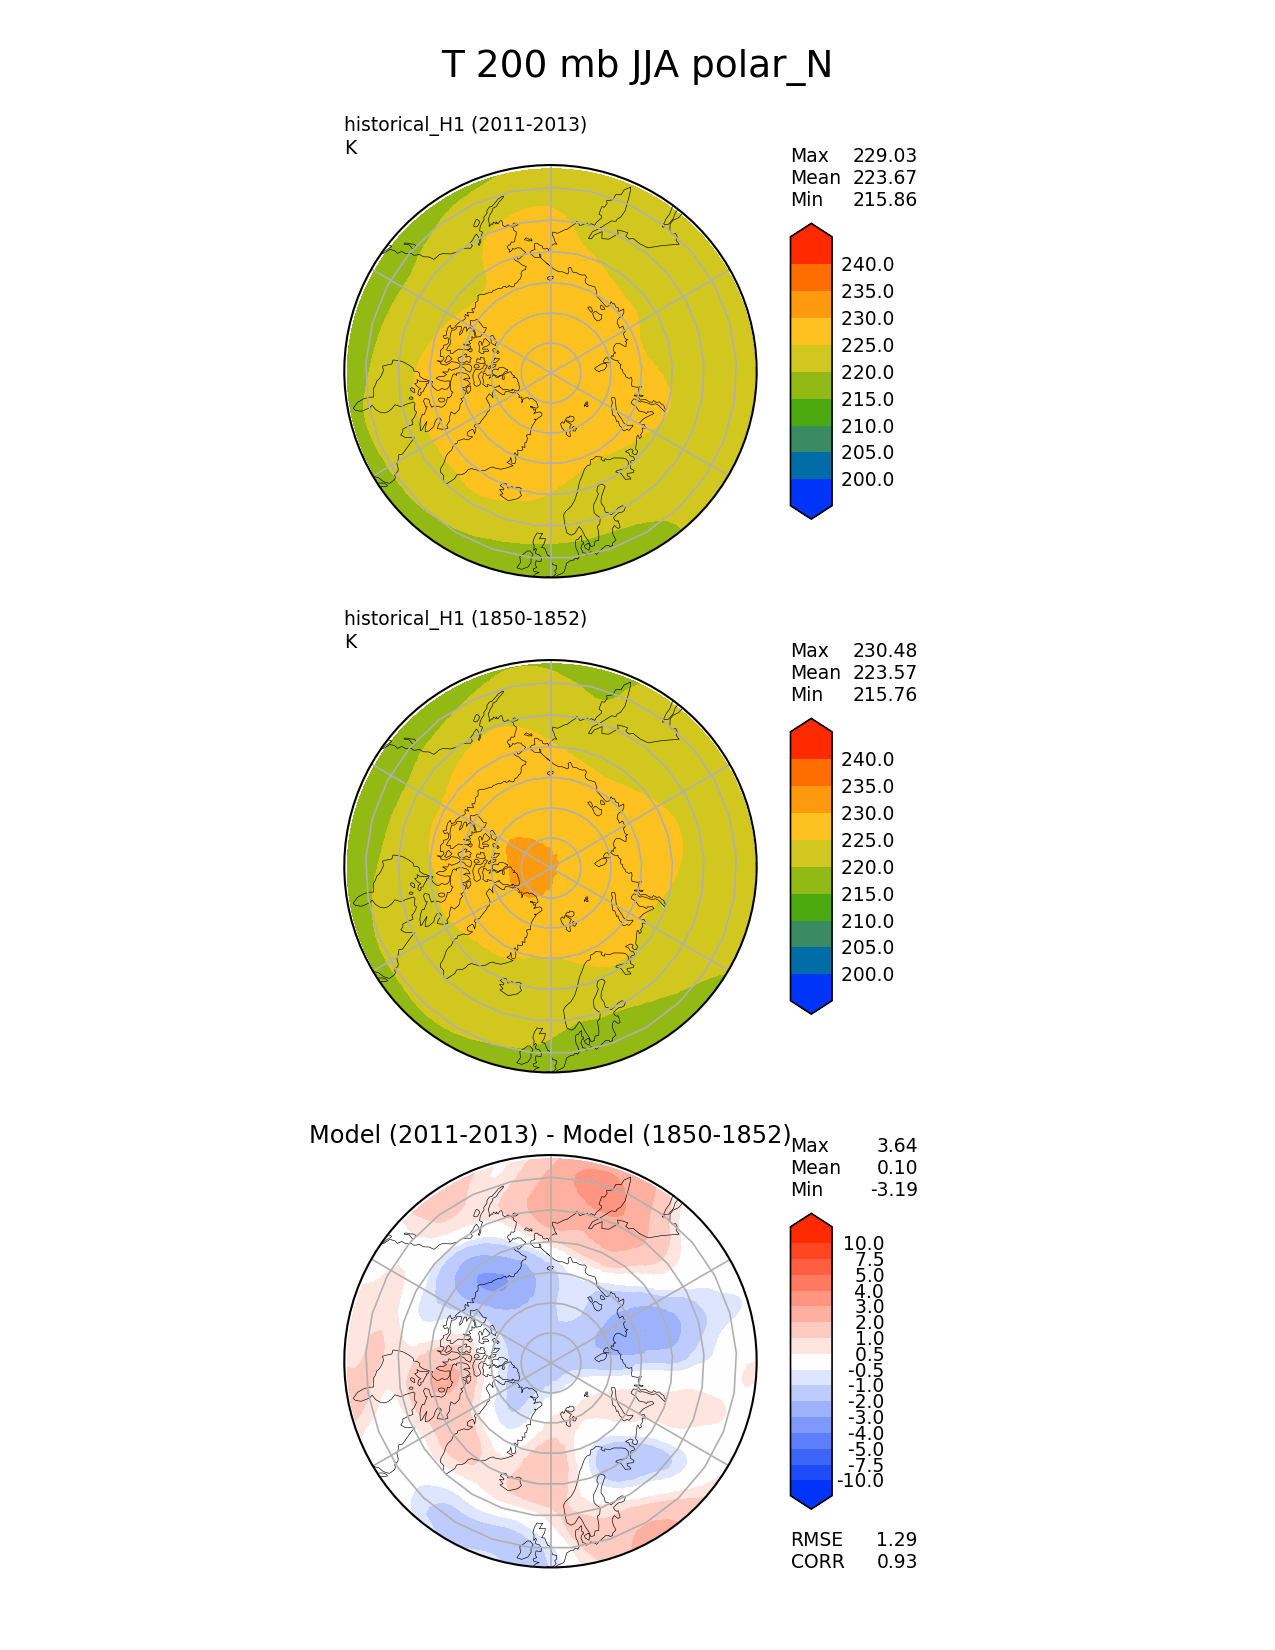 T 200 mb JJA polar_N
historical_H1 (2011-2013)
K
Max 229.03
Mean 223.67
Min 215.86
240.0
235.0
230.0
225.0
220.0
215.0
210.0
205.0
200.0
historical_H1 (1850-1852)
K
Max 230.48
Mean 223.57
Min 215.76
240.0
235.0
230.0
225.0
220.0
215.0
210.0
205.0
200.0
Model (2011-2013) - Model (1850-1852)
Max 3.64
Mean 0.10
Min -3.19
10.0
7.5
5.0
4.0
3.0
2.0
1.0
0.5
-0.5
-1.0
-2.0
-3.0
-4.0
-5.0
-7.5
-10.0
RMSE 1.29
CORR 0.93